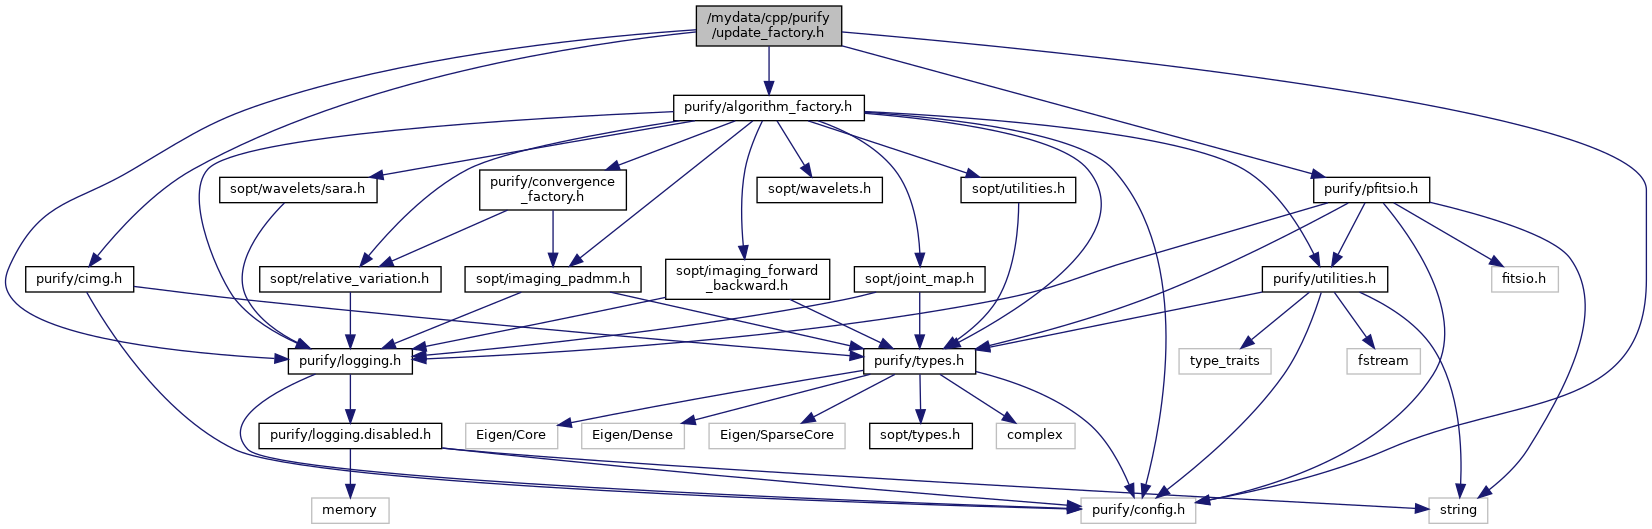 /mydata/cpp/purify
/update_factory.h
purify/algorithm_factory.h
sopt/wavelets/sara.h
purify/convergence
_factory.h
sopt/wavelets.h
sopt/utilities.h
purify/pfitsio.h
purify/cimg.h
sopt/relative_variation.h
sopt/imaging_padmm.h
sopt/imaging_forward
_backward.h
sopt/joint_map.h
purify/utilities.h
fitsio.h
purify/logging.h
purify/types.h
type_traits
fstream
purify/logging.disabled.h
Eigen/Core
Eigen/Dense
Eigen/SparseCore
sopt/types.h
complex
memory
purify/config.h
string